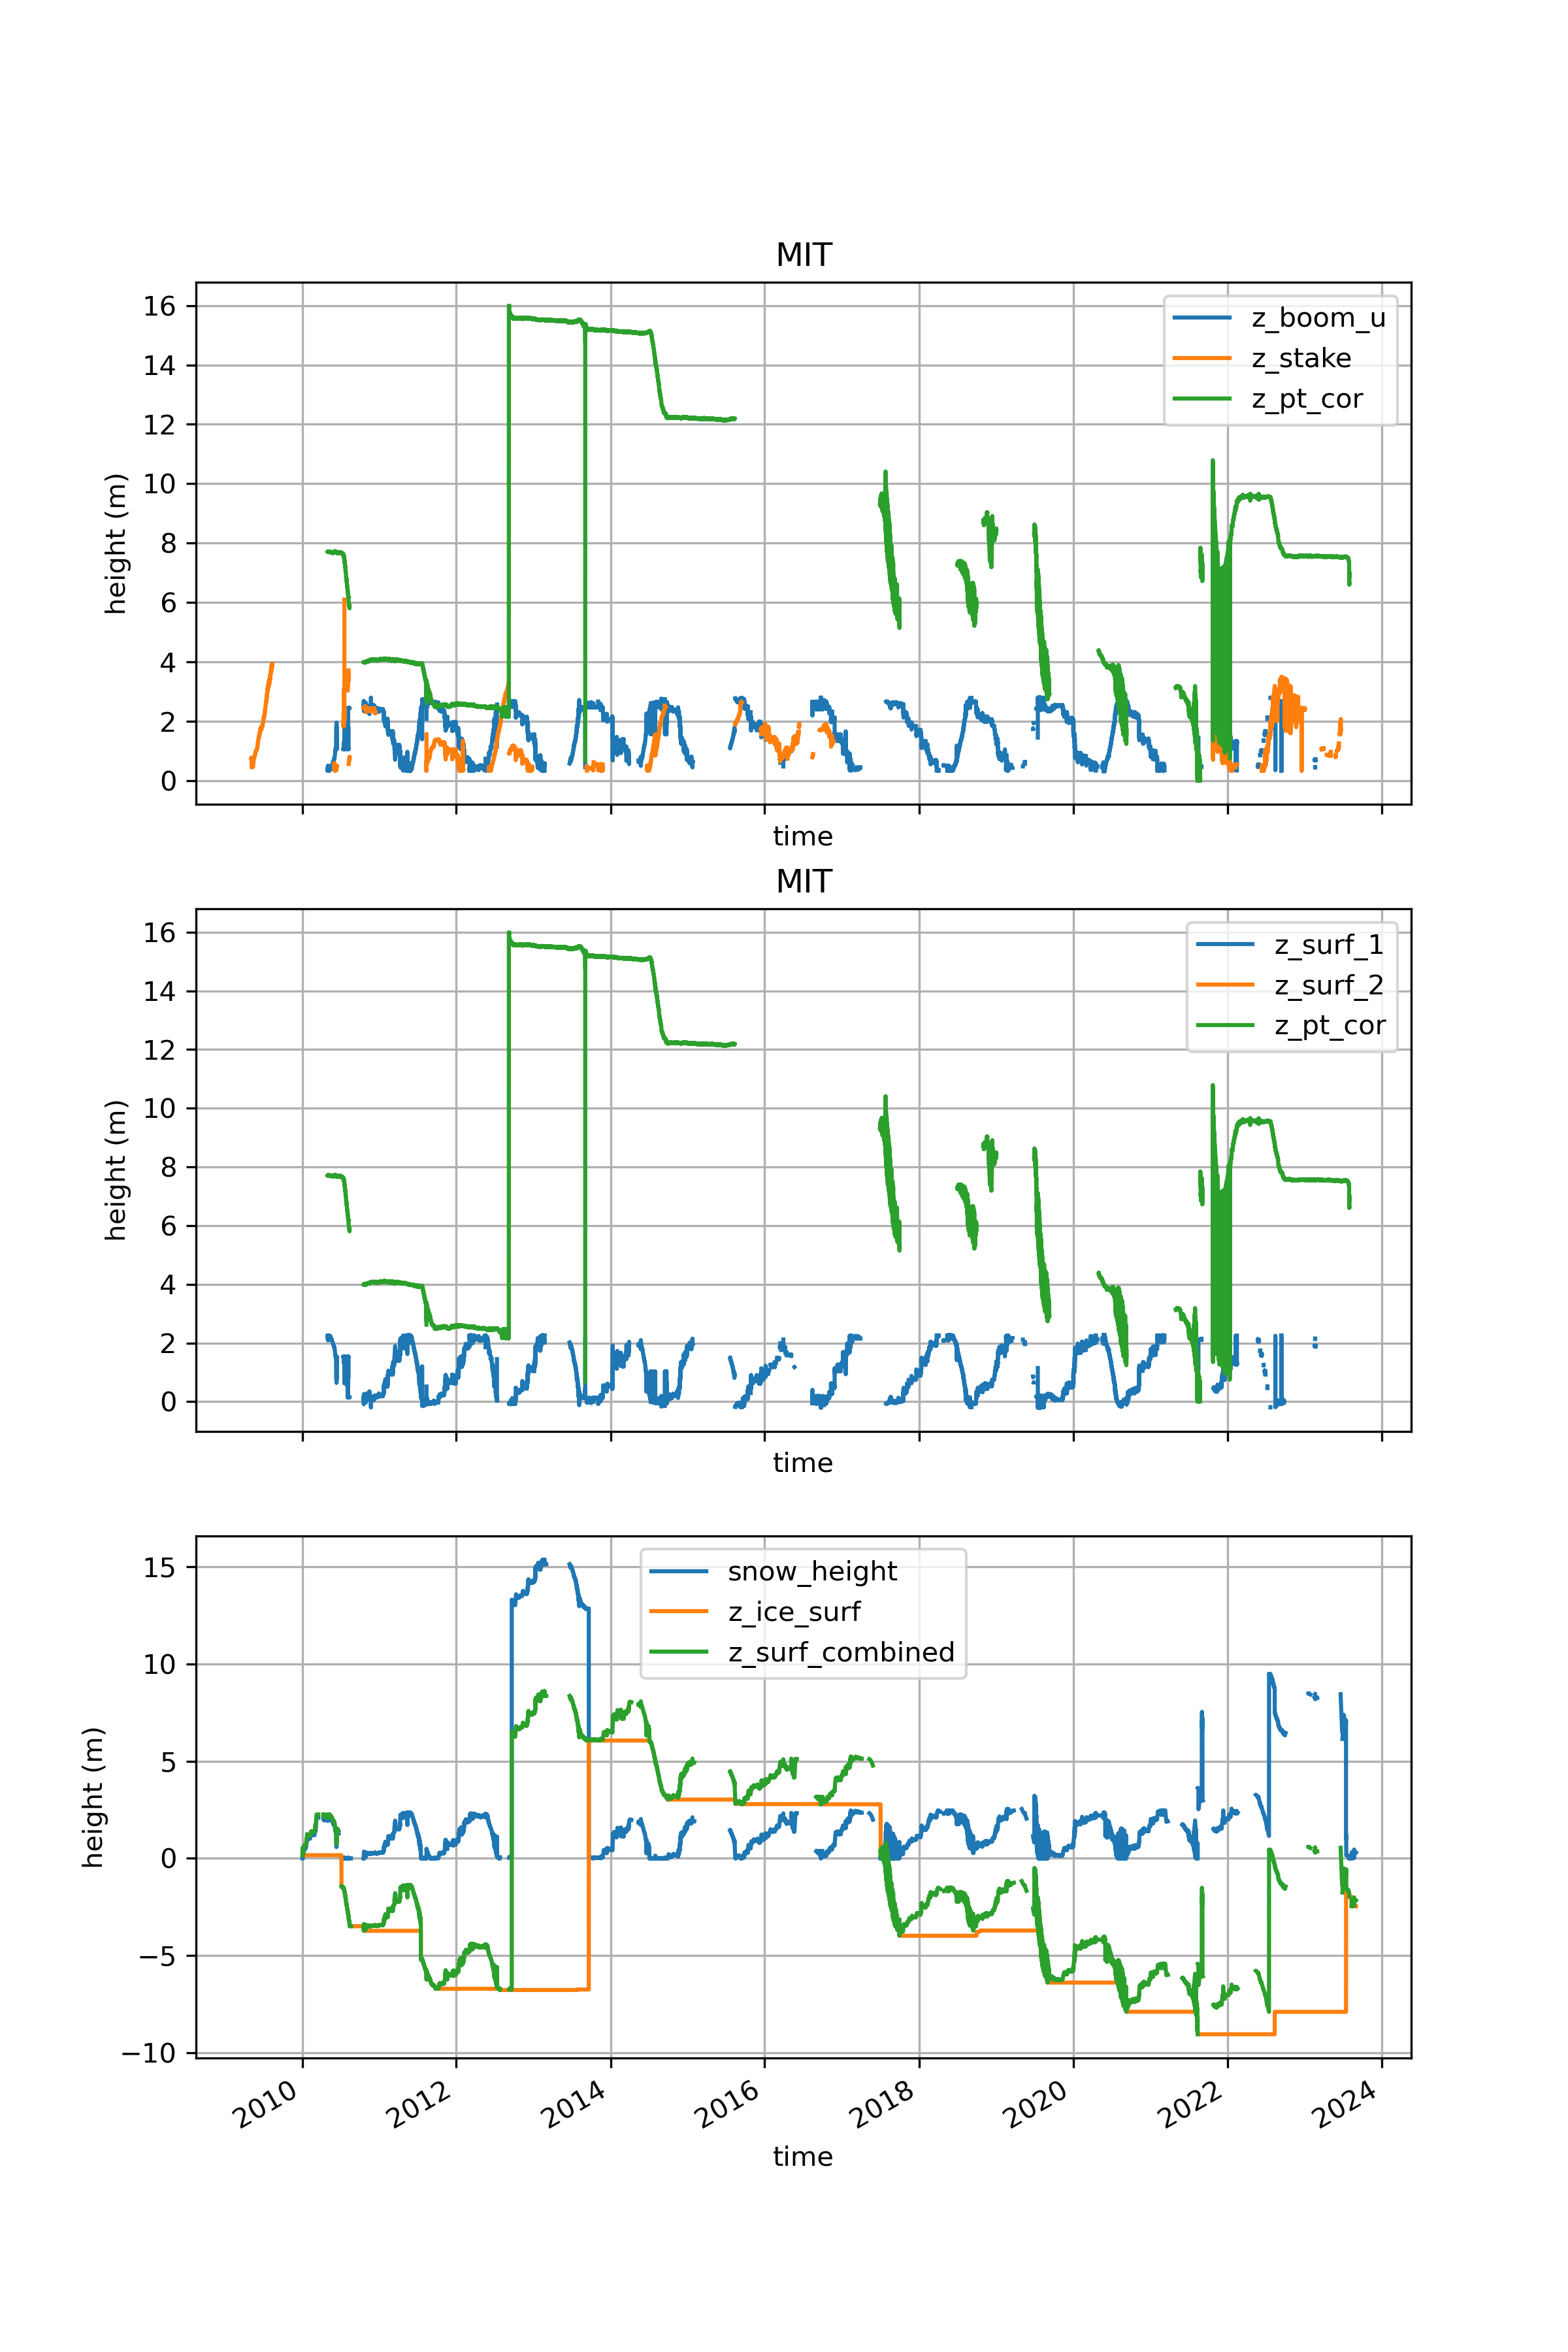 MIT
16
14
12
10
8
6
4
2
0
height (m)
z_boom_u
z_stake
z_pt_cor
time
MIT
16
14
12
10
8
6
4
2
0
height (m)
z_surf_1
z_surf_2
z_pt_cor
time
15
10
5
0
−5
−10
height (m)
snow_height
z_ice_surf
z_surf_combined
2010
2012
2014
2016
2018
2020
2022
2024
time